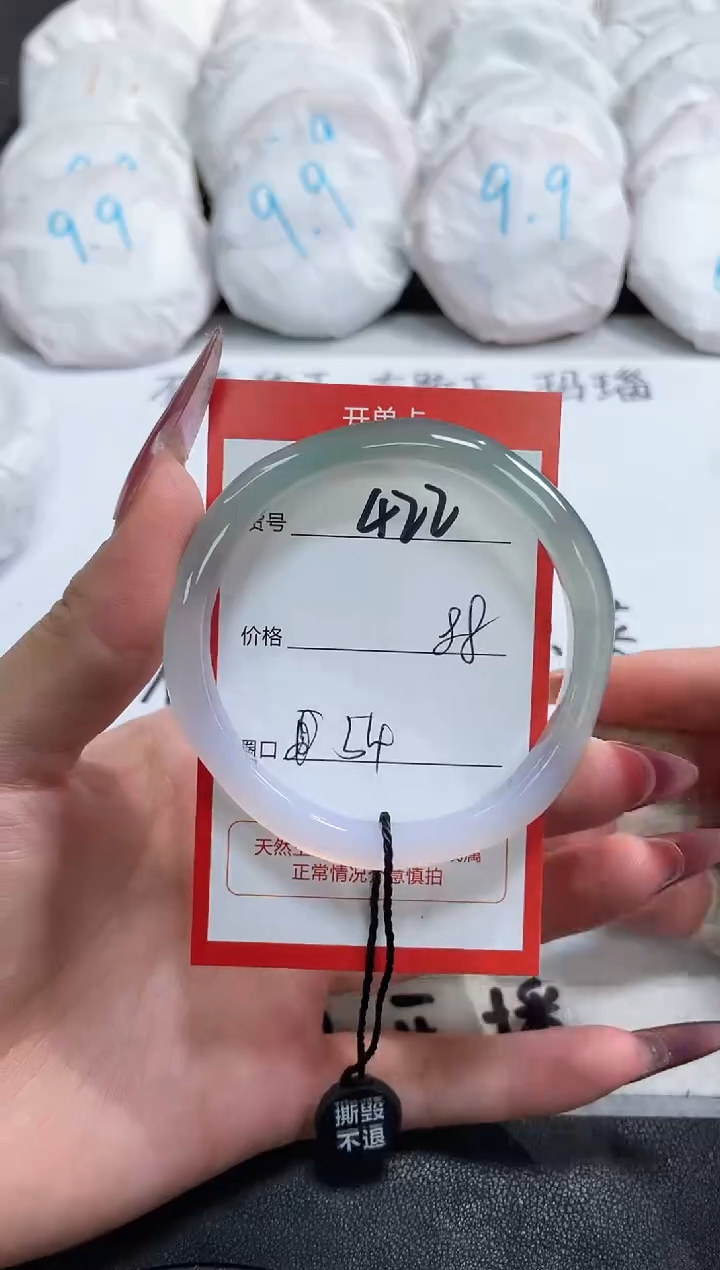 9.9
9.9
9.9
玛瑙
开单卡
货号 422
价格 88
圈口 54
天然
属
正常情况 慎拍
撕毁
不退